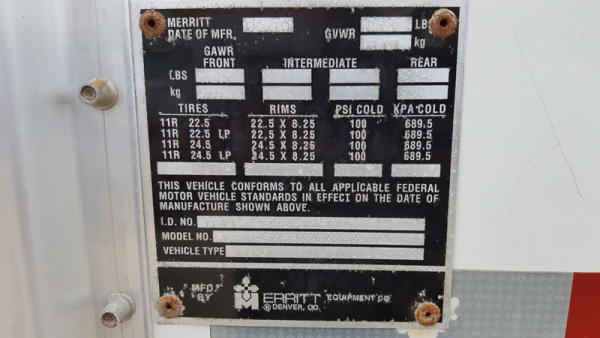 MERRITT LBS
DATE OF MFR. GVWR kg
GAWR
FRONT INTERMEDIATE REAR
LBS
kg
TIRES RIMS PSI COLD KPA COLD
11R 22.5 22.5 X 8.25 100 689.5
11R 22.5 LP 22.5 X 8.25 100 689.5
11R 24.5 24.5 X 8.25 100 689.5
11R 24.5 LP 24.5 X 8.25 100 689.5
THIS VEHICLE CONFORMS TO ALL APPLICABLE FEDERAL
MOTOR VEHICLE STANDARDS IN EFFECT ON THE DATE OF
MANUFACTURE SHOWN ABOVE.
I.D. NO.
MODEL NO.
VEHICLE TYPE
MFD. BY MERRITT EQUIPMENT CO.
® DENVER, CO.